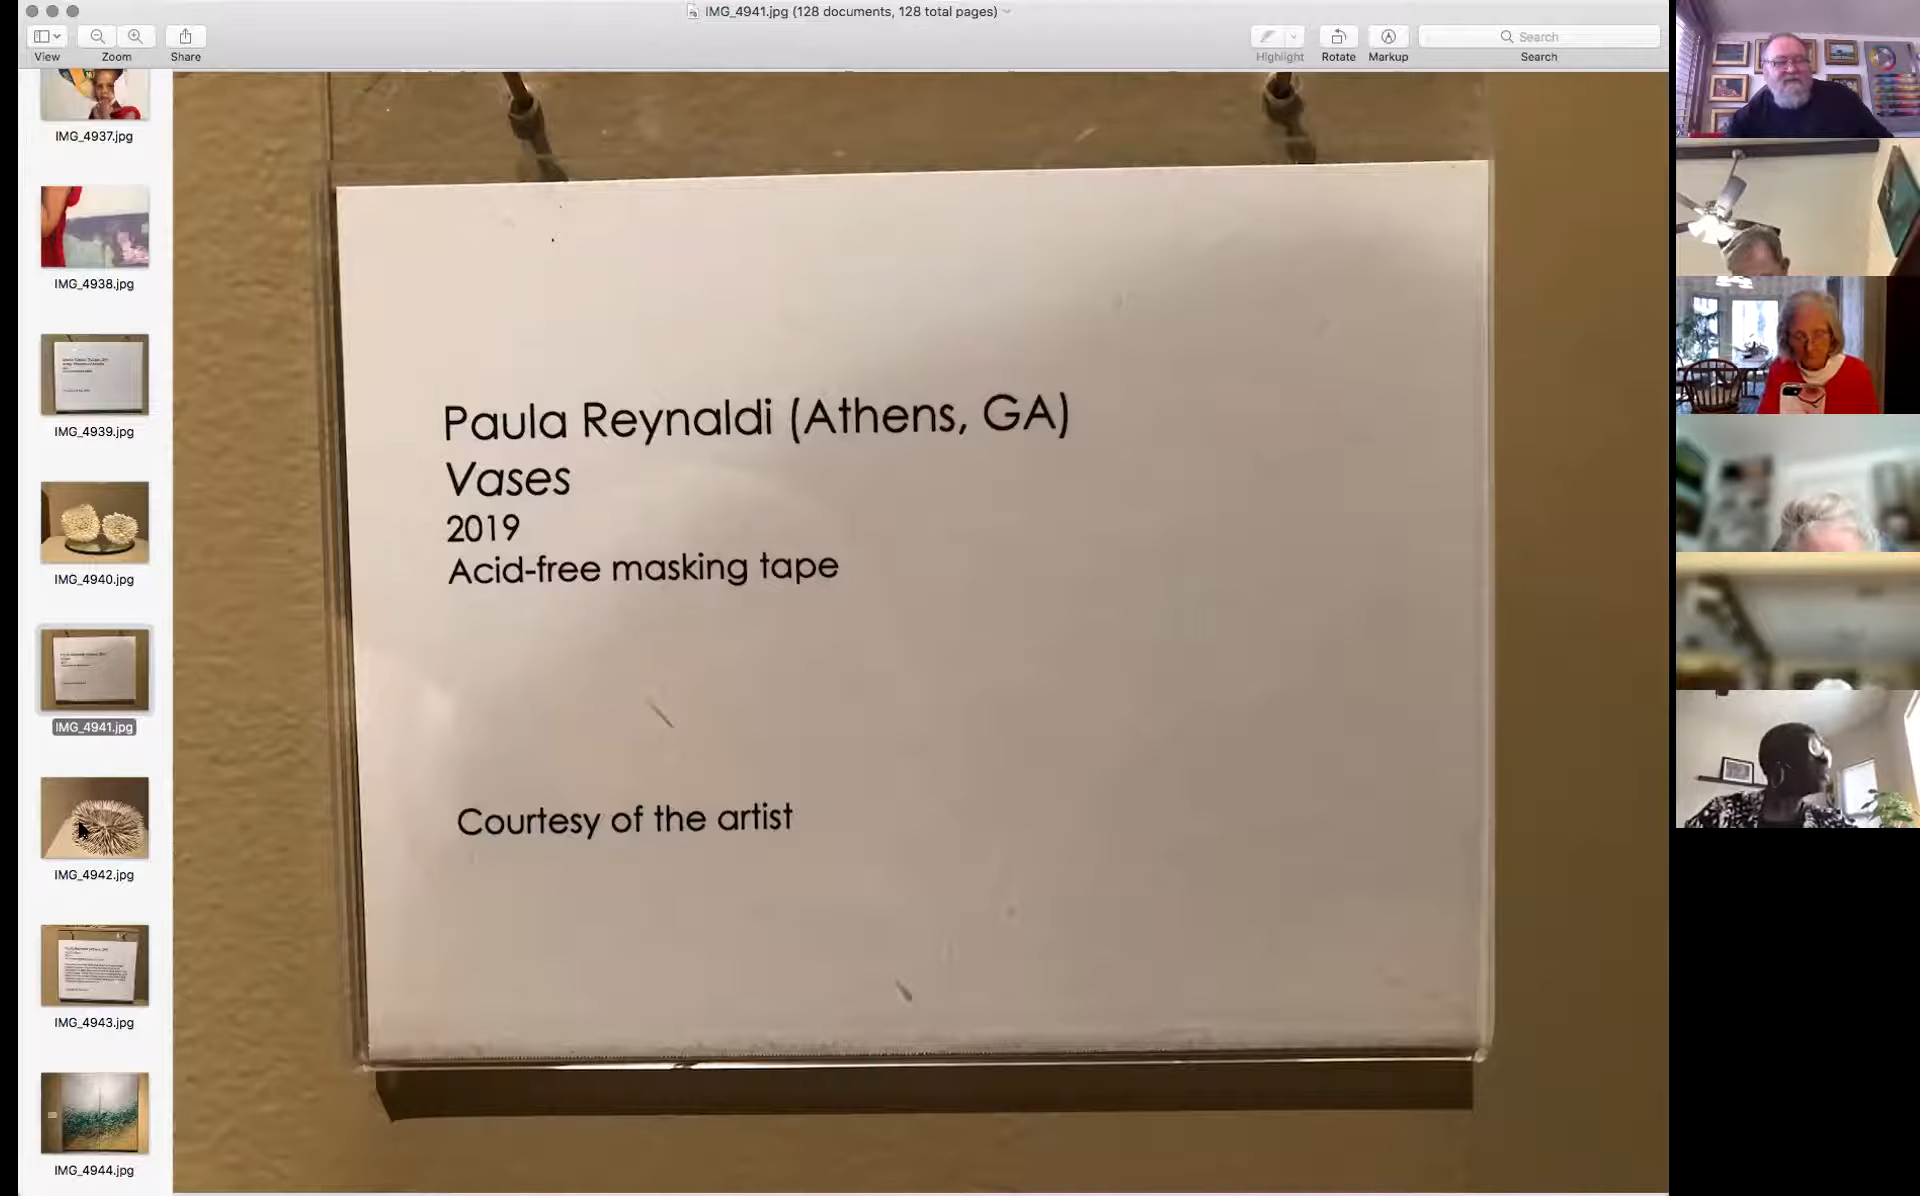 IMG_4941.jpg (128 documents, 128 total pages)
View
Zoom
Share
Highlight
Rotate
Markup
Search
Search
IMG_4937.jpg
IMG_4938.jpg
IMG_4939.jpg
IMG_4940.jpg
IMG_4941.jpg
IMG_4942.jpg
IMG_4943.jpg
IMG_4944.jpg
Paula Reynaldi (Athens, GA)
Vases
2019
Acid-free masking tape
Courtesy of the artist